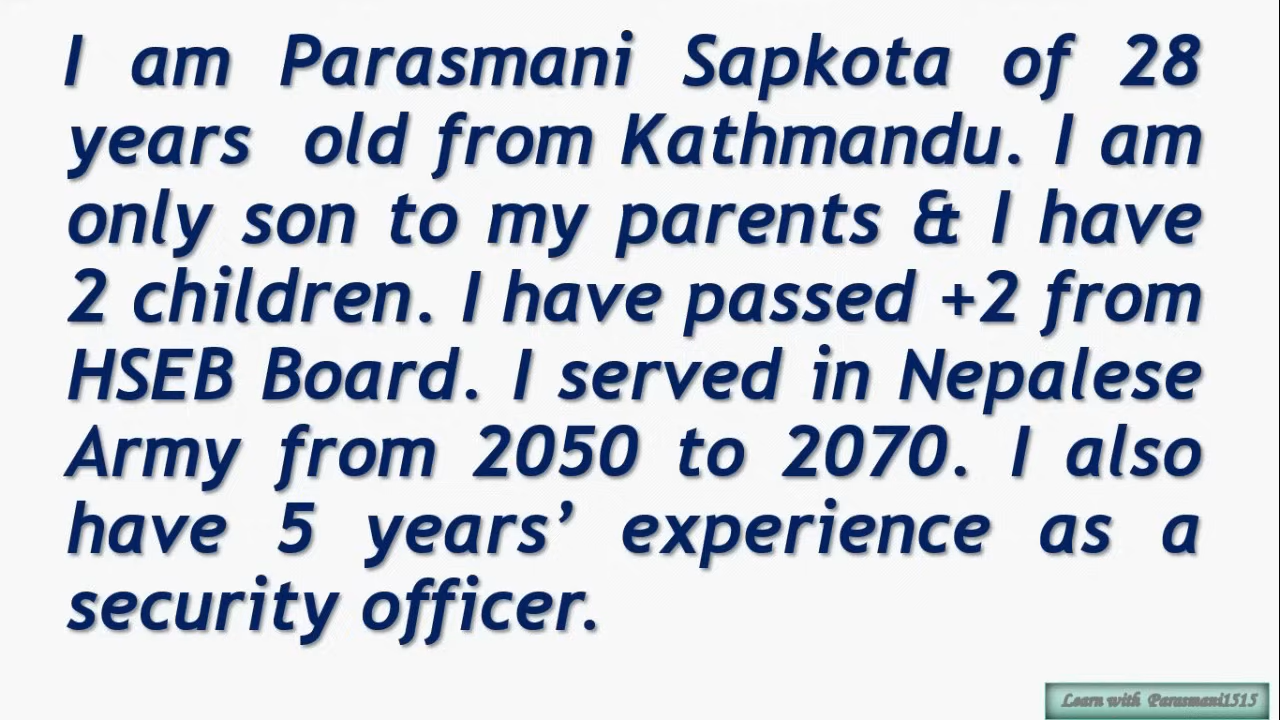 I am Parasmani Sapkota of 28
years old from Kathmandu. I am
only son to my parents & I have
2 children. I have passed +2 from
HSEB Board. I served in Nepalese
Army from 2050 to 2070. I also
have 5 years’ experience as a
security officer.
Learn with Parasmani1515